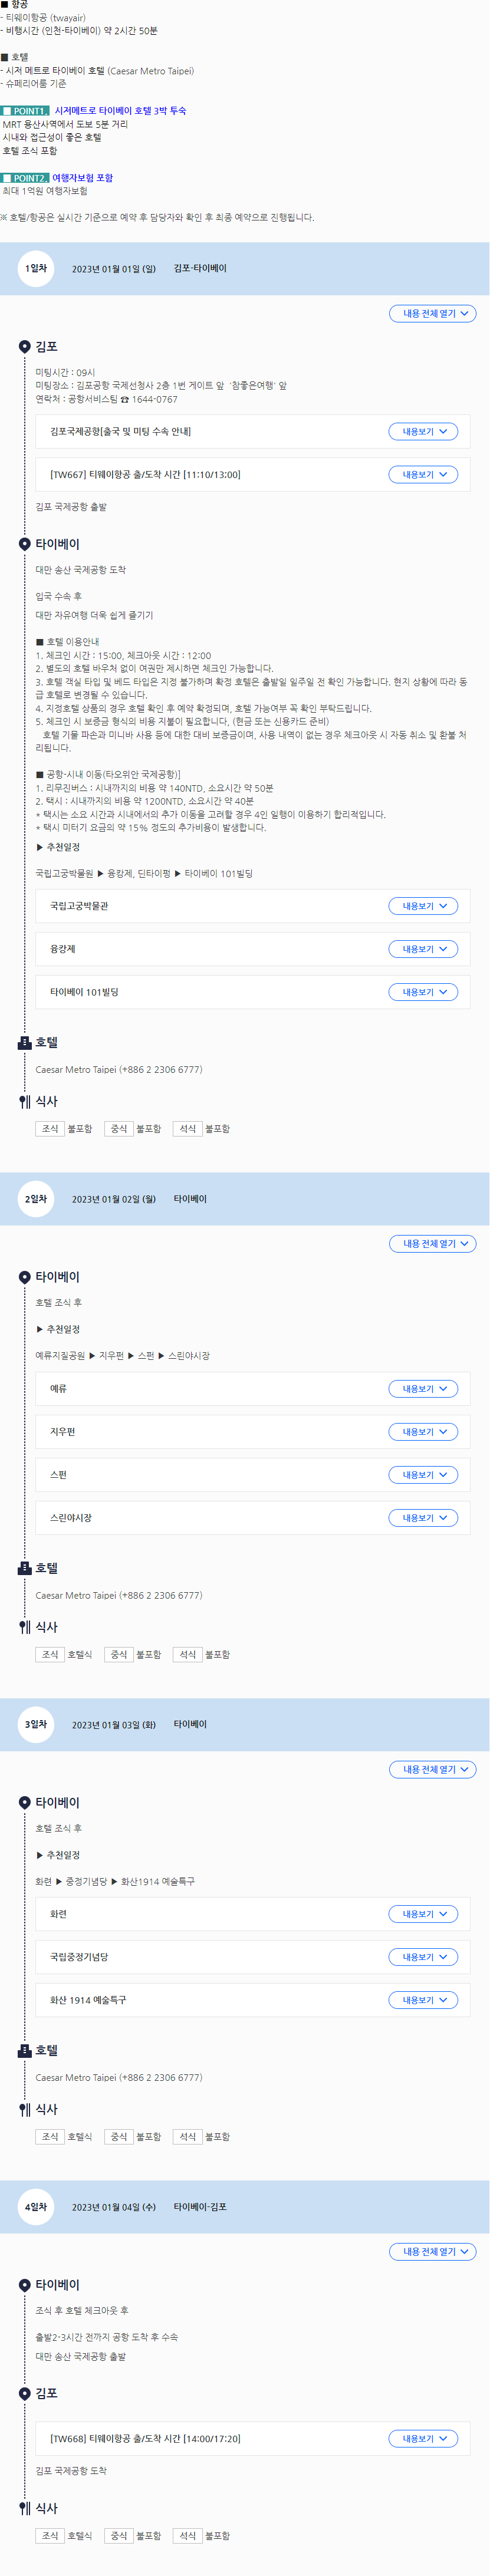 ■ 항공
- 티웨이항공 (twayair)
- 비행시간 (인천-타이베이) 약 2시간 50분
■ 호텔
- 시저 메트로 타이베이 호텔 (Caesar Metro Taipei)
- 슈페리어룸 기준
■ POINT1. 시저메트로 타이베이 호텔 3박 투숙
MRT 용산사역에서 도보 5분 거리
시내와 접근성이 좋은 호텔
호텔 조식 포함
■ POINT2. 여행자보험 포함
최대 1억원 여행자보험
※ 호텔/항공은 실시간 기준으로 예약 후 담당자와 확인 후 최종 예약으로 진행됩니다.
1일차 2023년 01월 01일 (일) 김포-타이베이
내용 전체 열기
김포
미팅시간 : 09시
미팅장소 : 김포공항 국제선청사 2층 1번 게이트 앞 '참좋은여행' 앞
연락처 : 공항서비스팀 ☎ 1644-0767
김포국제공항[출국 및 미팅 수속 안내] 내용보기
[TW667] 티웨이항공 출/도착 시간 [11:10/13:00] 내용보기
김포 국제공항 출발
타이베이
대만 송산 국제공항 도착
입국 수속 후
대만 자유여행 더욱 쉽게 즐기기
■ 호텔 이용안내
1. 체크인 시간 : 15:00, 체크아웃 시간 : 12:00
2. 별도의 호텔 바우처 없이 여권만 제시하면 체크인 가능합니다.
3. 호텔 객실 타입 및 베드 타입은 지정 불가하며 확정 호텔은 출발일 일주일 전 확인 가능합니다. 현지 상황에 따라 동
급 호텔로 변경될 수 있습니다.
4. 지정호텔 상품의 경우 호텔 확인 후 예약 확정되며, 호텔 가능여부 꼭 확인 부탁드립니다.
5. 체크인 시 보증금 형식의 비용 지불이 필요합니다, (현금 또는 신용카드 준비)
호텔 기물 파손과 미니바 사용 등에 대한 대비 보증금이며, 사용 내역이 없는 경우 체크아웃 시 자동 취소 및 환불 처
리됩니다.
■ 공항-시내 이동(타오위안 국제공항)]
1. 리무진버스 : 시내까지의 비용 약 140NTD, 소요시간 약 50분
2. 택시 : 시내까지의 비용 약 1200NTD, 소요시간 약 40분
* 택시는 소요 시간과 시내에서의 추가 이동을 고려할 경우 4인 일행이 이용하기 합리적입니다.
* 택시 미터기 요금의 약 15% 정도의 추가비용이 발생합니다.
▶ 추천일정
국립고궁박물원 ▶ 융캉제, 딘타이펑 ▶ 타이베이 101빌딩
국립고궁박물관 내용보기
융캉제 내용보기
타이베이 101빌딩 내용보기
호텔
Caesar Metro Taipei (+886 2 2306 6777)
식사
조식 불포함 중식 불포함 석식 불포함
2일차 2023년 01월 02일 (월) 타이베이
내용 전체 열기
타이베이
호텔 조식 후
▶ 추천일정
예류지질공원 ▶ 지우펀 ▶ 스펀 ▶ 스린야시장
예류 내용보기
지우펀 내용보기
스펀 내용보기
스린야시장 내용보기
호텔
Caesar Metro Taipei (+886 2 2306 6777)
식사
조식 호텔식 중식 불포함 석식 불포함
3일차 2023년 01월 03일 (화) 타이베이
내용 전체 열기
타이베이
호텔 조식 후
▶ 추천일정
화련 ▶ 중정기념당 ▶ 화산1914 예술특구
화련 내용보기
국립중정기념당 내용보기
화산 1914 예술특구 내용보기
호텔
Caesar Metro Taipei (+886 2 2306 6777)
식사
조식 호텔식 중식 불포함 석식 불포함
4일차 2023년 01월 04일 (수) 타이베이-김포
내용 전체 열기
타이베이
조식 후 호텔 체크아웃 후
출발2-3시간 전까지 공항 도착 후 수속
대만 송산 국제공항 출발
김포
[TW668] 티웨이항공 출/도착 시간 [14:00/17:20] 내용보기
김포 국제공항 도착
식사
조식 호텔식 중식 불포함 석식 불포함